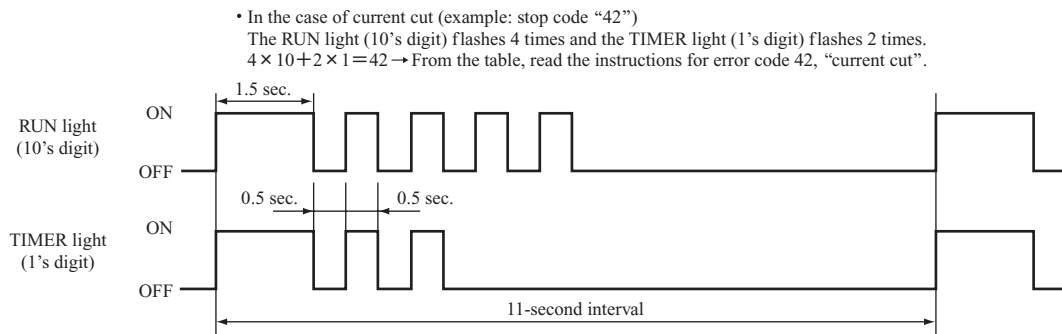 • In the case of current cut (example: stop code “42”)
The RUN light (10’s digit) flashes 4 times and the TIMER light (1’s digit) flashes 2 times.
4 × 10＋2 × 1＝42 → From the table, read the instructions for error code 42, “current cut”.
1.5 sec.
ON
RUN light
(10’s digit)
OFF
0.5 sec.
0.5 sec.
ON
TIMER light
(1’s digit)
OFF
11-second interval